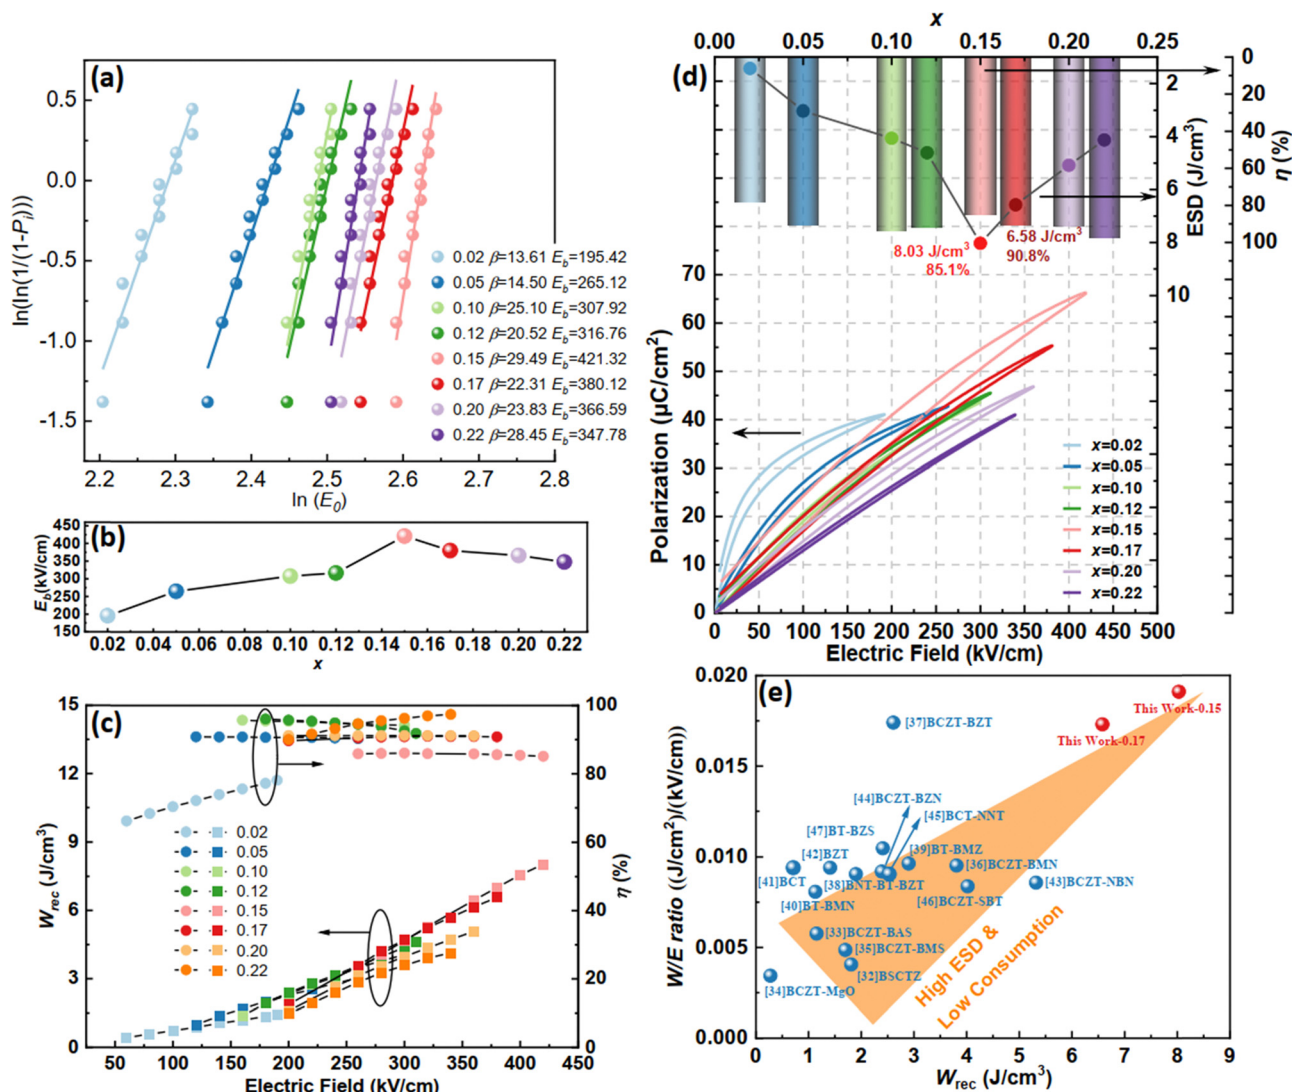 (a)
ln(ln(1/(1-Pi)))
0.5
0.0
-0.5
-1.0
-1.5
2.2 2.3 2.4 2.5 2.6 2.7 2.8
ln (E0)
0.02 β=13.61 Eb=195.42
0.05 β=14.50 Eb=265.12
0.10 β=25.10 Eb=307.92
0.12 β=20.52 Eb=316.76
0.15 β=29.49 Eb=421.32
0.17 β=22.31 Eb=380.12
0.20 β=23.83 Eb=366.59
0.22 β=28.45 Eb=347.78
(b)
Eb(kV/cm)
450
400
350
300
250
200
150
0.02 0.04 0.06 0.08 0.10 0.12 0.14 0.16 0.18 0.20 0.22
x
(c)
Wrec (J/cm³)
15
12
9
6
3
0
100
80
60
40
20
0
η (%)
0.02
0.05
0.10
0.12
0.15
0.17
0.20
0.22
50 100 150 200 250 300 350 400 450
Electric Field (kV/cm)
x
0.00 0.05 0.10 0.15 0.20 0.25
(d)
2
4
6
8
10
ESD (J/cm³)
0
20
40
60
80
100
η (%)
8.03 J/cm³
85.1%
6.58 J/cm³
90.8%
Polarization (μC/cm²)
70
60
50
40
30
20
10
0
x=0.02
x=0.05
x=0.10
x=0.12
x=0.15
x=0.17
x=0.20
x=0.22
0 50 100 150 200 250 300 350 400 450 500
Electric Field (kV/cm)
(e)
W/E ratio ((J/cm²)/(kV/cm))
0.020
0.015
0.010
0.005
0.000
This Work-0.15
[37]BCZT-BZT
This Work-0.17
[44]BCZT-BZN
[45]BCT-NNT
[47]BT-BZS
[42]BZT
[39]BT-BMZ
[36]BCZT-BMN
[41]BCT
[38]BNT-BT-BZT
[43]BCZT-NBN
[40]BT-BMN
[46]BCZT-SBT
[33]BCZT-BAS
[35]BCZT-BMS
[32]BSCTZ
[34]BCZT-MgO
High ESD &
Low Consumption
0 1 2 3 4 5 6 7 8 9
Wrec (J/cm³)